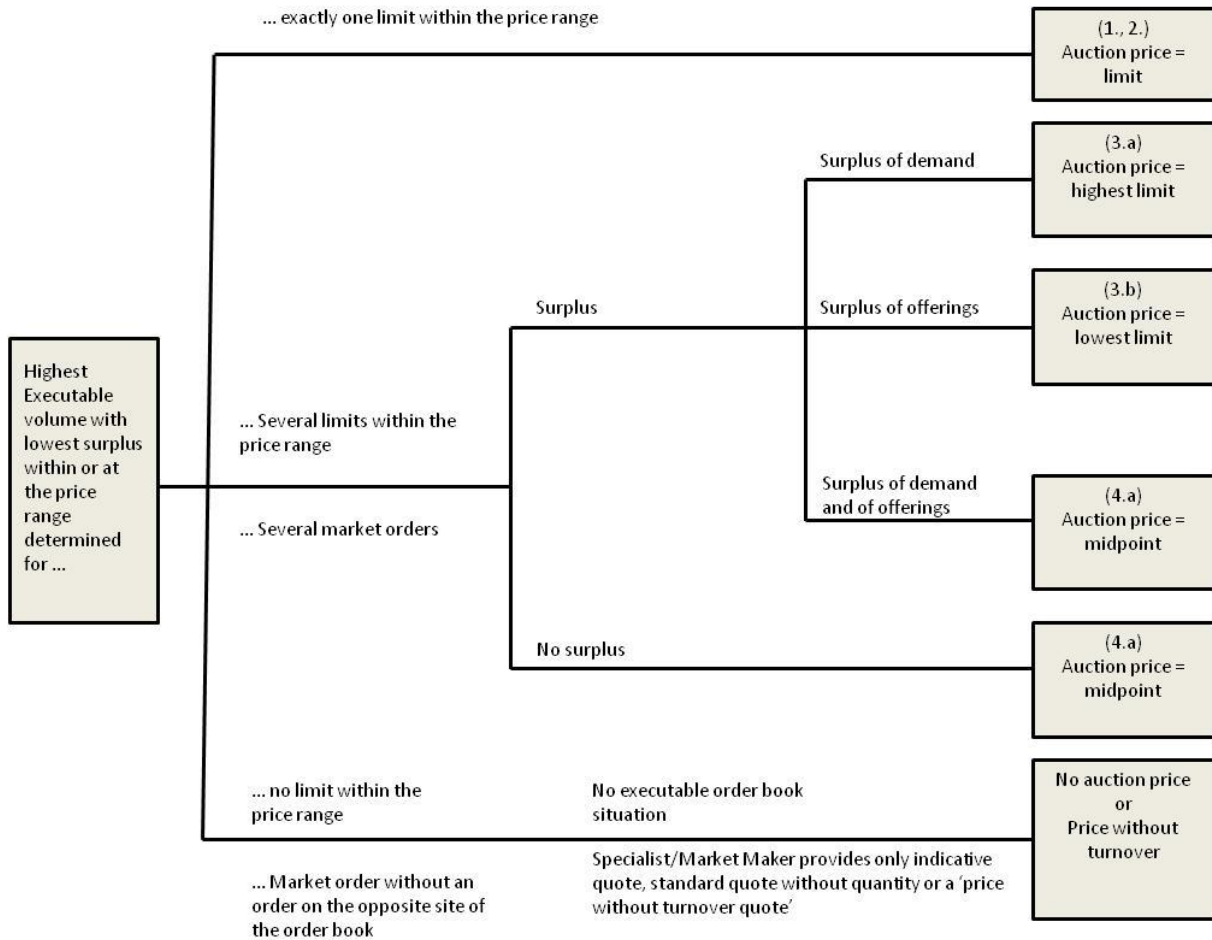 ... exactly one limit within the price range
(1., 2.)
Auction price =
limit
(3.a)
Auction price =
highest limit
Surplus of demand
Surplus
Surplus of offerings
(3.b)
Auction price =
lowest limit
Highest
Executable
volume with
lowest surplus
within or at
the price
range
determined
for ...
... Several limits within the
price range
... Several market orders
Surplus of demand
and of offerings
(4.a)
Auction price =
midpoint
No surplus
(4.a)
Auction price =
midpoint
... no limit within the
price range
No executable order book
situation
No auction price
or
Price without
turnover
... Market order without an
order on the opposite site of
the order book
Specialist/Market Maker provides only indicative
quote, standard quote without quantity or a ‘price
without turnover quote’